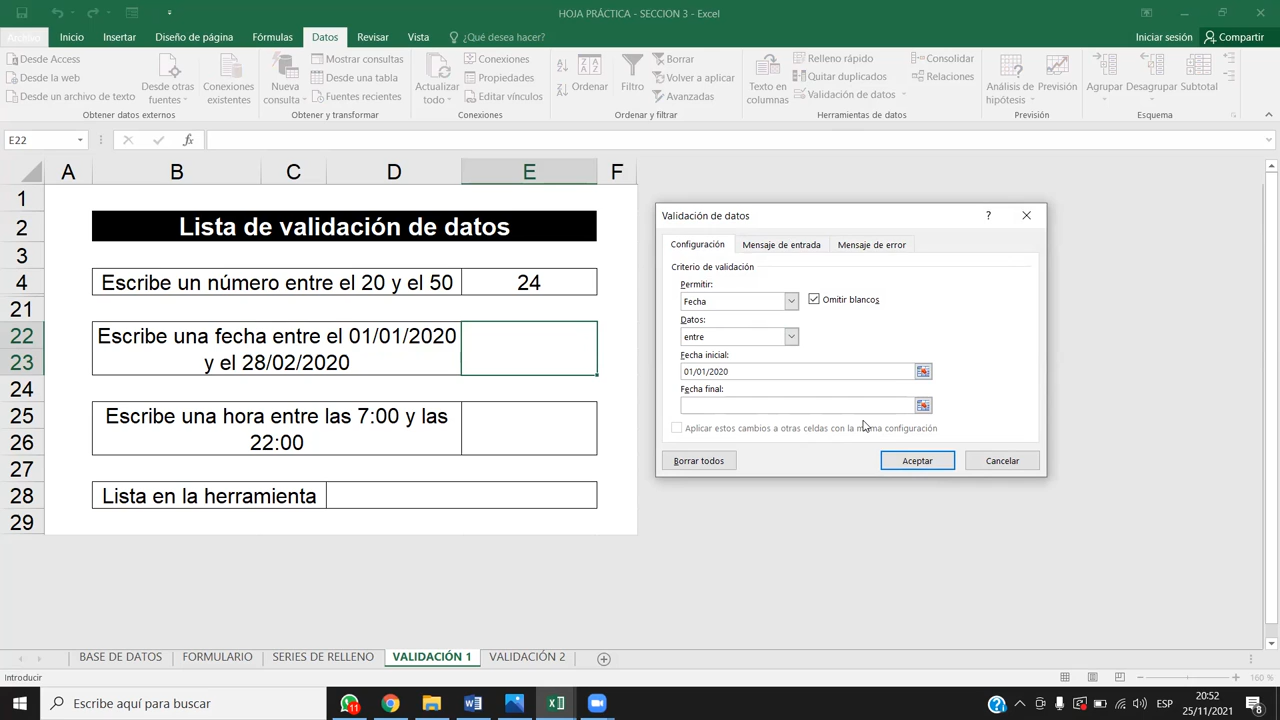 HOJA PRÁCTICA - SECCION 3 - Excel
Archivo Inicio Insertar Diseño de página Fórmulas Datos Revisar Vista ¿Qué desea hacer? Iniciar sesión Compartir
Desde Access
Desde la web
Desde un archivo de texto
Desde otras
fuentes
Conexiones
existentes
Obtener datos externos
Nueva
consulta
Mostrar consultas
Desde una tabla
Fuentes recientes
Obtener y transformar
Actualizar
todo
Conexiones
Propiedades
Editar vínculos
Conexiones
Ordenar
Filtro
Borrar
Volver a aplicar
Avanzadas
Ordenar y filtrar
Texto en
columnas
Relleno rápido
Quitar duplicados
Validación de datos
Consolidar
Relaciones
Herramientas de datos
Análisis de
hipótesis
Previsión
Previsión
Agrupar
Desagrupar
Subtotal
Esquema
E22
fx
A B C D E F
1
2 Lista de validación de datos
3
4 Escribe un número entre el 20 y el 50 24
21
22 Escribe una fecha entre el 01/01/2020
23 y el 28/02/2020
24
25 Escribe una hora entre las 7:00 y las
26 22:00
27
28 Lista en la herramienta
29
Validación de datos
?
Configuración Mensaje de entrada Mensaje de error
Criterio de validación
Permitir:
Fecha
Omitir blancos
Datos:
entre
Fecha inicial:
01/01/2020
Fecha final:
Aplicar estos cambios a otras celdas con la misma configuración
Borrar todos Aceptar Cancelar
BASE DE DATOS FORMULARIO SERIES DE RELLENO VALIDACIÓN 1 VALIDACIÓN 2
Introducir
160 %
Escribe aquí para buscar
11
ESP
20:52
25/11/2021
8